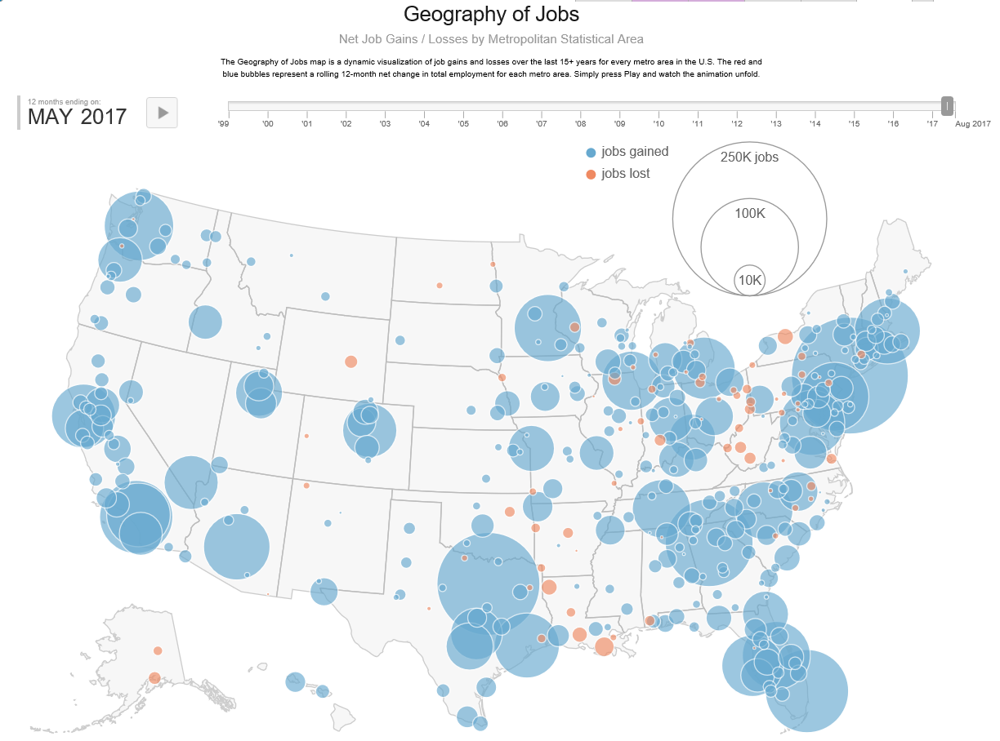 Geography of Jobs
Net Job Gains / Losses by Metropolitan Statistical Area
The Geography of Jobs map is a dynamic visualization of job gains and losses over the last 15+ years for every metro area in the U.S. The red and
blue bubbles represent a rolling 12-month net change in total employment for each metro area. Simply press Play and watch the animation unfold.
12 months ending on:
MAY 2017
'99 '00 '01 '02 '03 '04 '05 '06 '07 '08 '09 '10 '11 '12 '13 '14 '15 '16 '17 Aug 2017
jobs gained
jobs lost
250K jobs
100K
10K